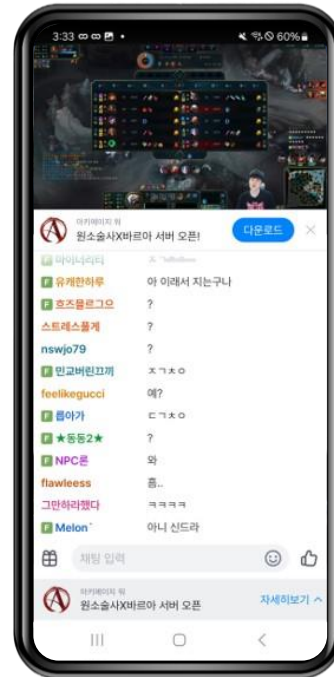 3:33
60%
아키에이지 워
원소술사X바르아 서버 오픈!
다운로드
F 유캐한하루 아 이래서 지는구나
F 흐즈믈르그으 ?
스트레스풀게 ?
nswjo79 ?
F 민교버린끄끼 ㅈㄱㅊㅇ
feelikegucci 예?
F 릅아가 ㄷㄱㅊㅇ
F ★동동2★ ?
F NPC론 와
flawleess 흠..
그만하라했다 ㅋㅋㅋㅋ
F Melon` 아니 신드라
채팅 입력
아키에이지 워
원소술사X바르아 서버 오픈
자세히보기